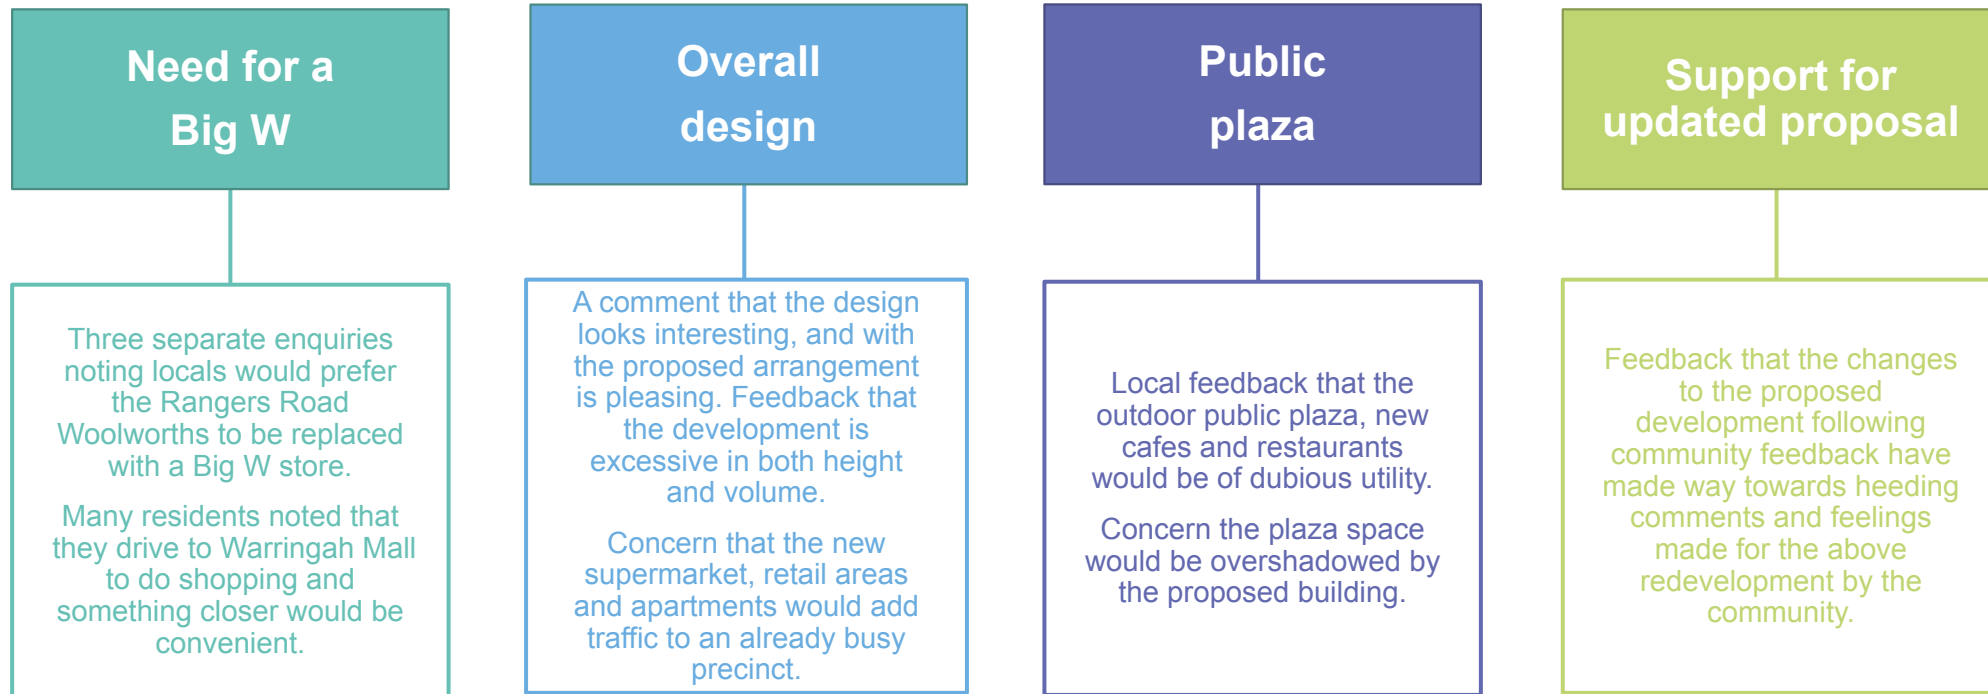 Need for a
Big W
Three separate enquiries
noting locals would prefer
the Rangers Road
Woolworths to be replaced
with a Big W store.
Many residents noted that
they drive to Warringah Mall
to do shopping and
something closer would be
convenient.
Overall
design
A comment that the design
looks interesting, and with
the proposed arrangement
is pleasing. Feedback that
the development is
excessive in both height
and volume.
Concern that the new
supermarket, retail areas
and apartments would add
traffic to an already busy
precinct.
Public
plaza
Local feedback that the
outdoor public plaza, new
cafes and restaurants
would be of dubious utility.
Concern the plaza space
would be overshadowed by
the proposed building.
Support for
updated proposal
Feedback that the changes
to the proposed
development following
community feedback have
made way towards heeding
comments and feelings
made for the above
redevelopment by the
community.